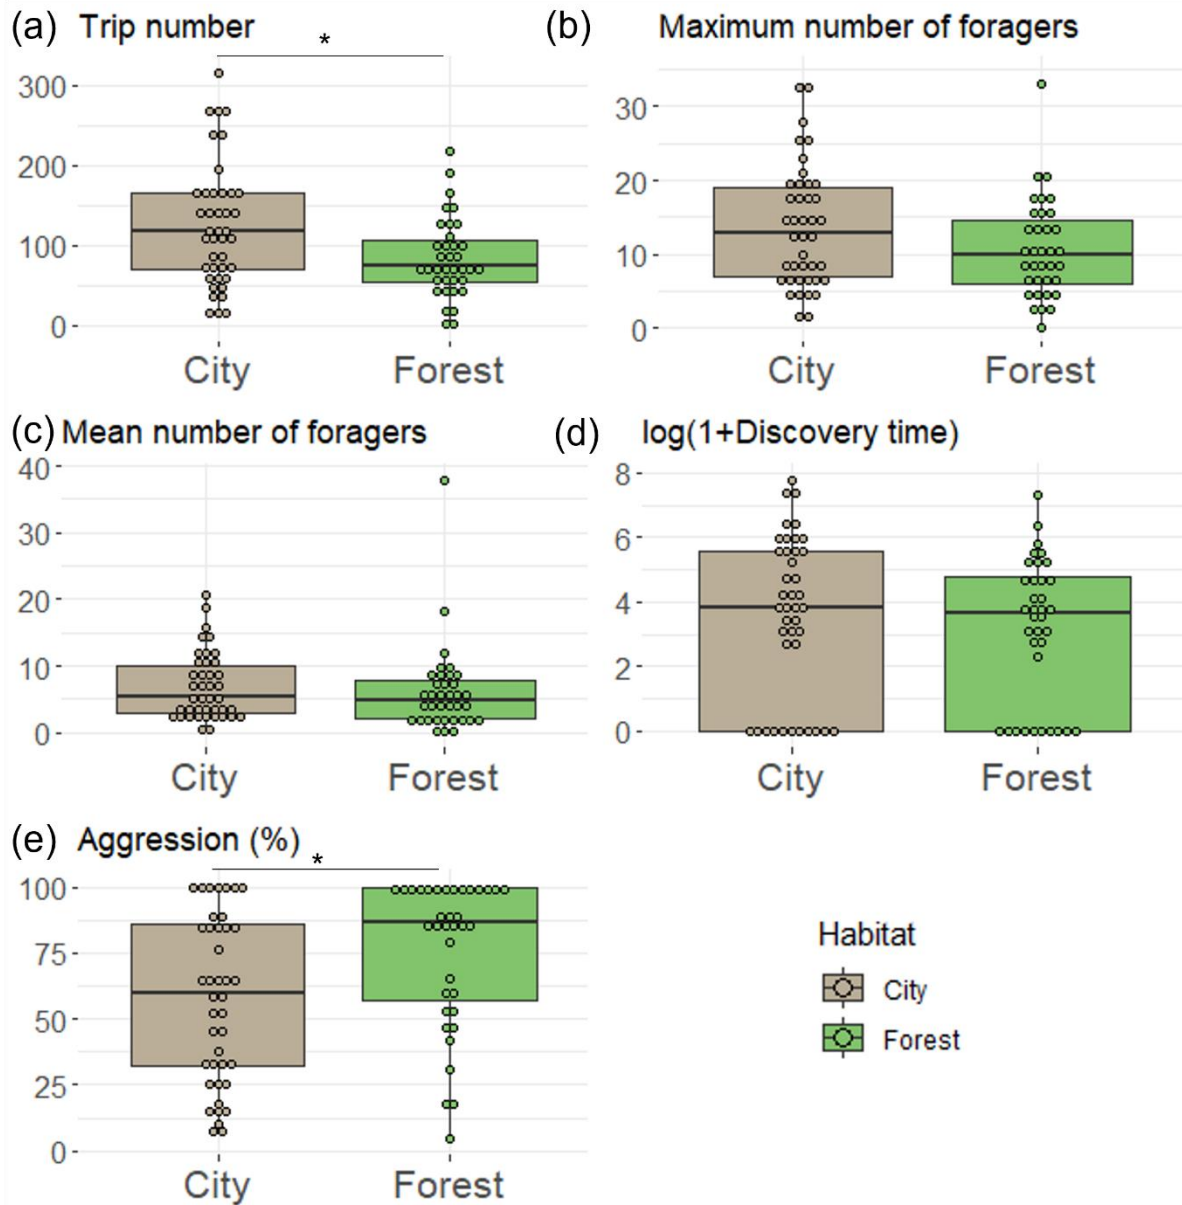 (a) Trip number
*
300
200
100
0
City Forest
(b) Maximum number of foragers
30
20
10
0
City Forest
(c) Mean number of foragers
40
30
20
10
0
City Forest
(d) log(1+Discovery time)
8
6
4
2
0
City Forest
(e) Aggression (%)
*
100
75
50
25
0
City Forest
Habitat
City
Forest